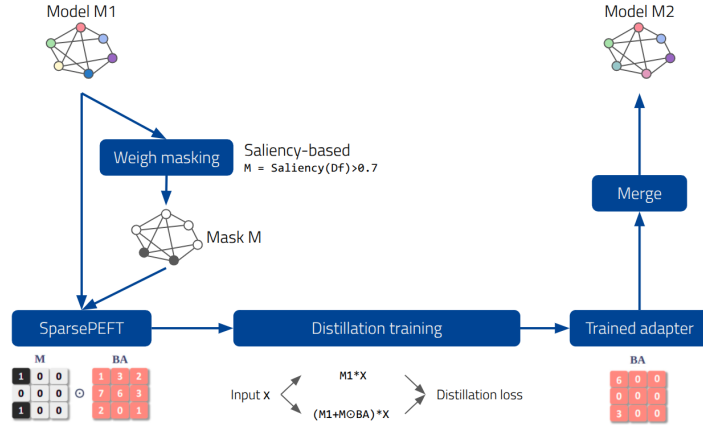 Model M1
Model M2
Weigh masking
Saliency-based
M = Saliency(Df)>0.7
Merge
Mask M
SparsePEFT
Distillation training
Trained adapter
M
BA
1 0 0
0 0 0
1 0 0
⊙
1 3 2
7 6 3
2 0 1
Input x
M1*X
(M1+M⊙BA)*X
Distillation loss
BA
6 0 0
0 0 0
3 0 0